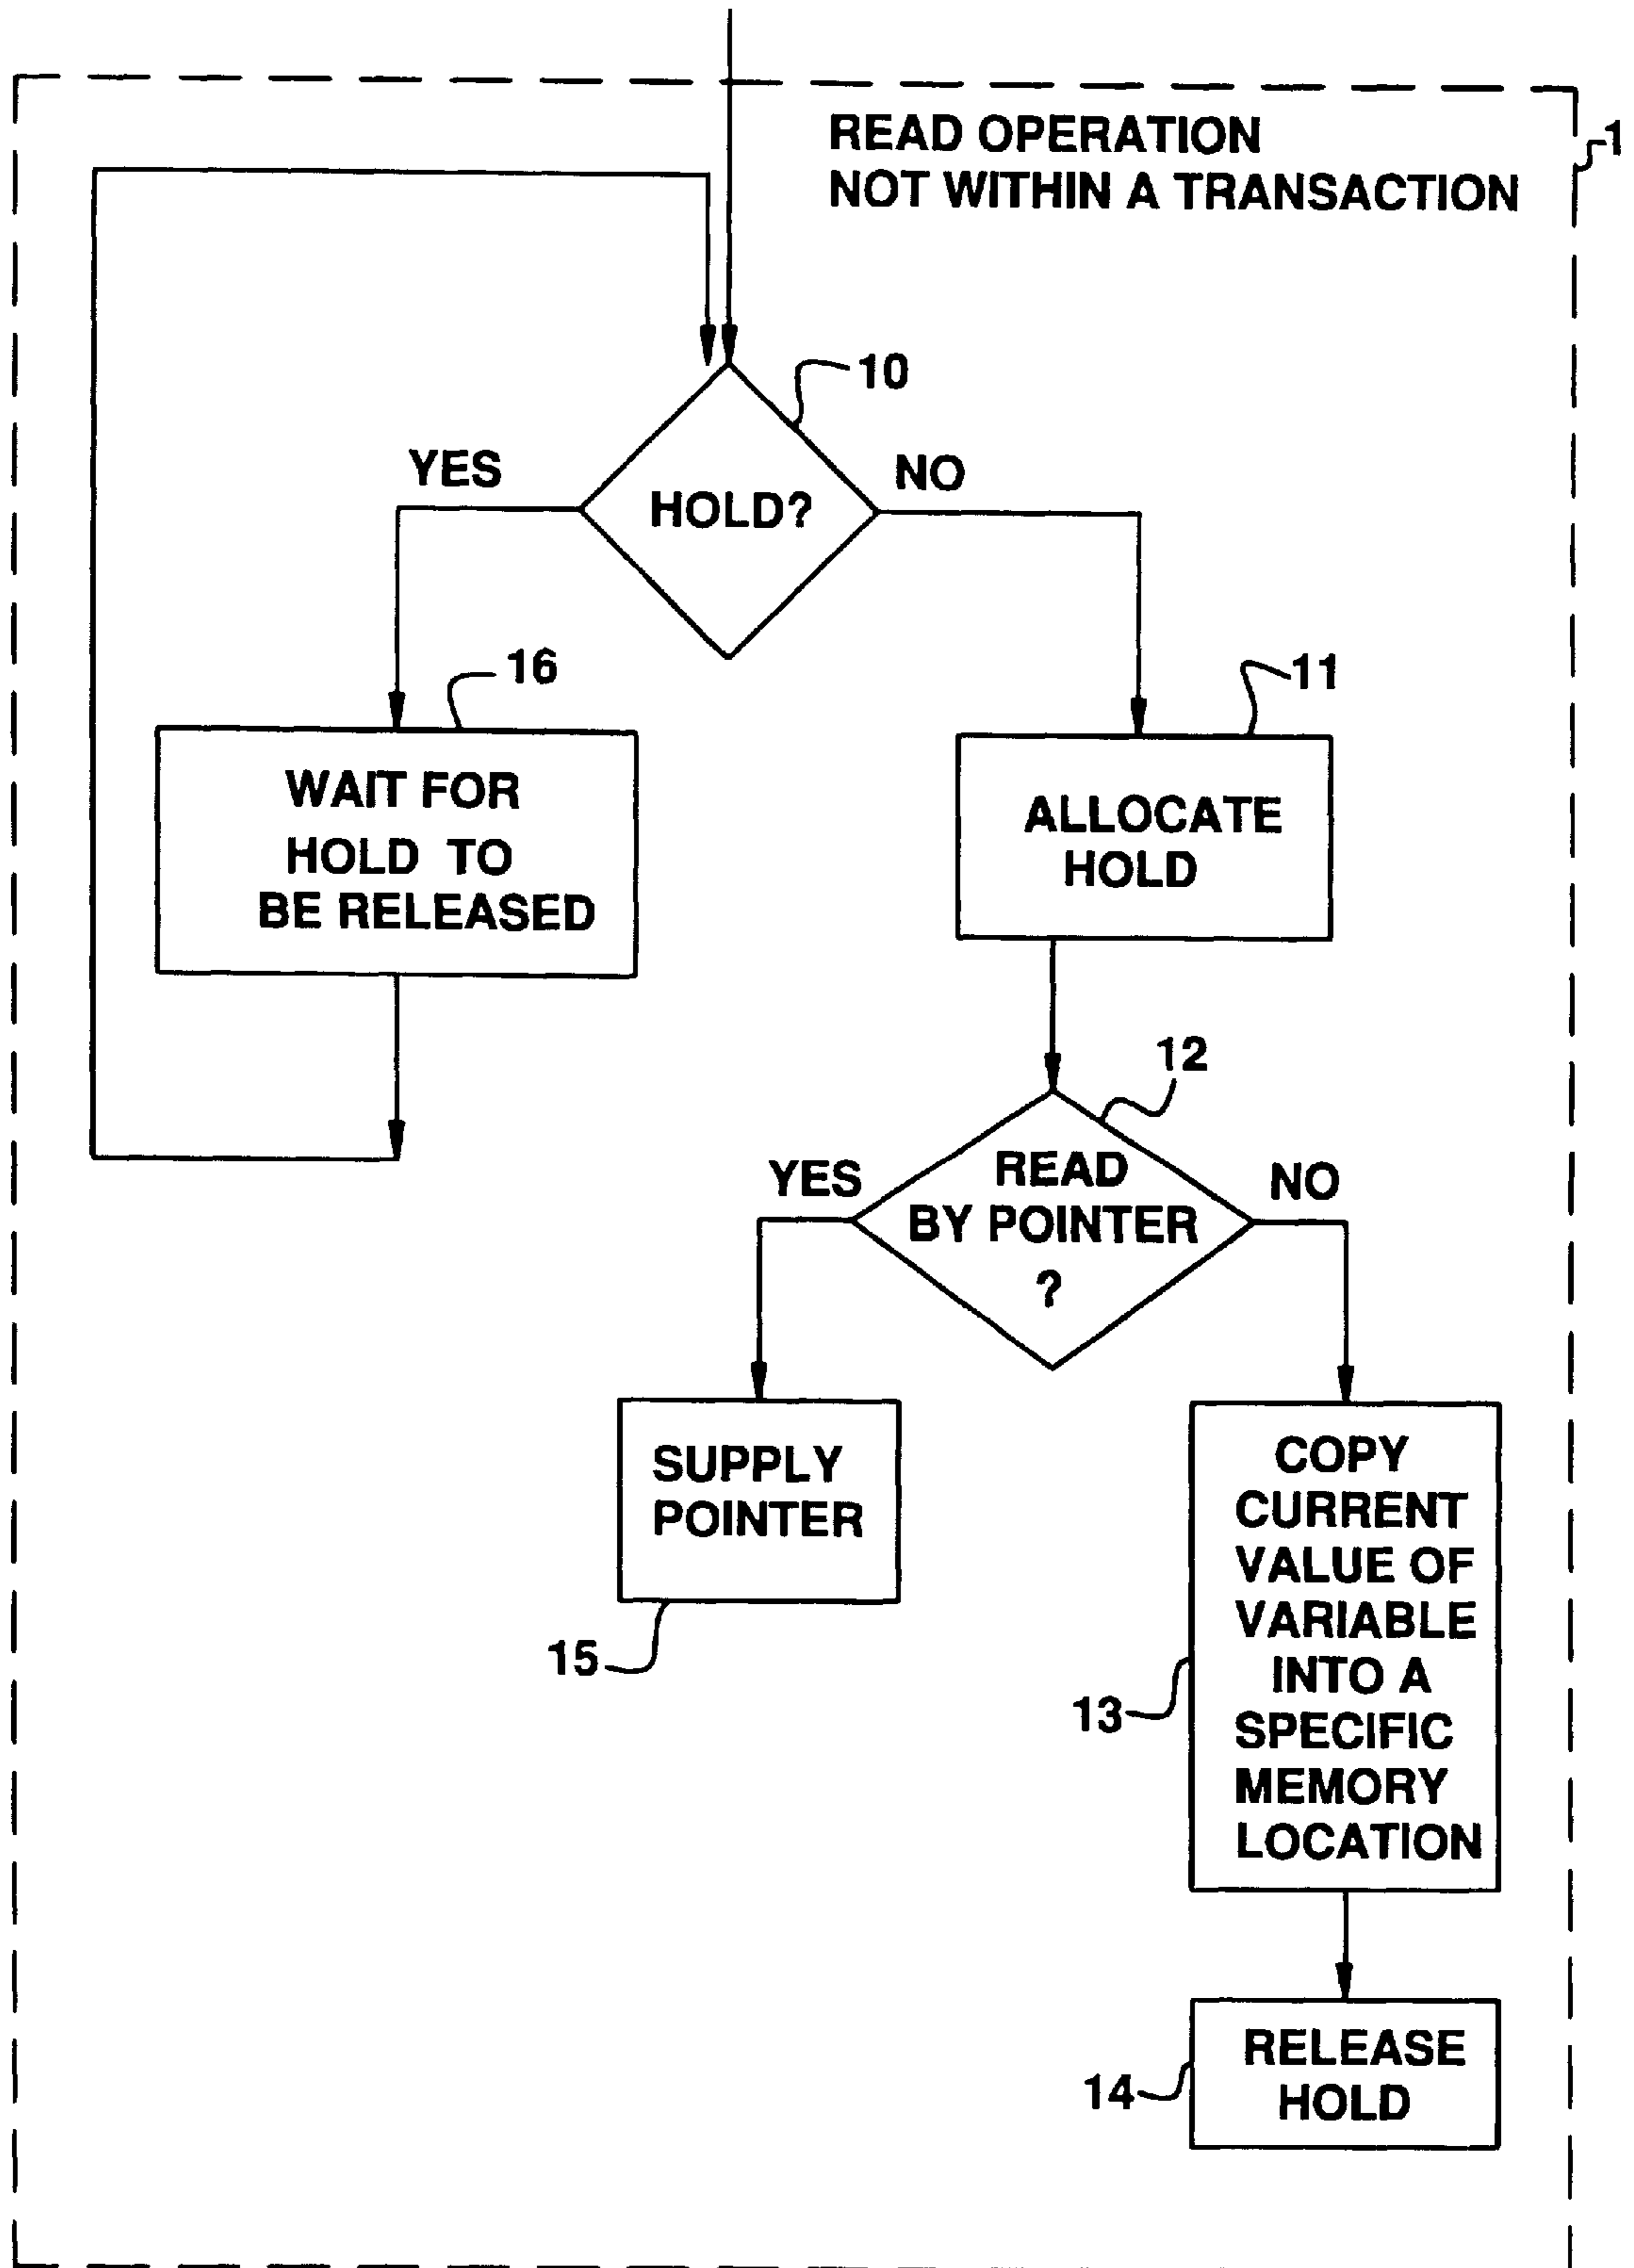 READ OPERATION
NOT WITHIN A TRANSACTION
1
10
YES
NO
HOLD?
16
11
WAIT FOR
HOLD TO
BE RELEASED
ALLOCATE
HOLD
12
YES
NO
READ
BY POINTER
?
SUPPLY
POINTER
15
COPY
CURRENT
VALUE OF
VARIABLE
INTO A
SPECIFIC
MEMORY
LOCATION
13
RELEASE
HOLD
14